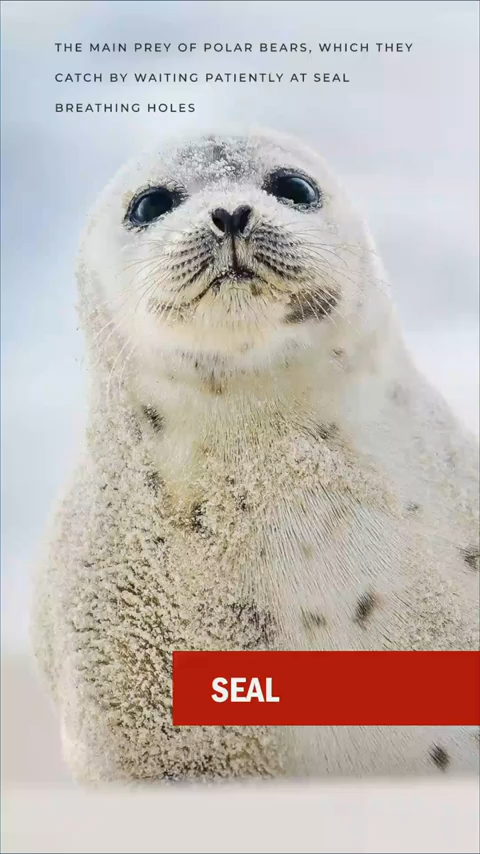 THE MAIN PREY OF POLAR BEARS, WHICH THEY
CATCH BY WAITING PATIENTLY AT SEAL
BREATHING HOLES
SEAL